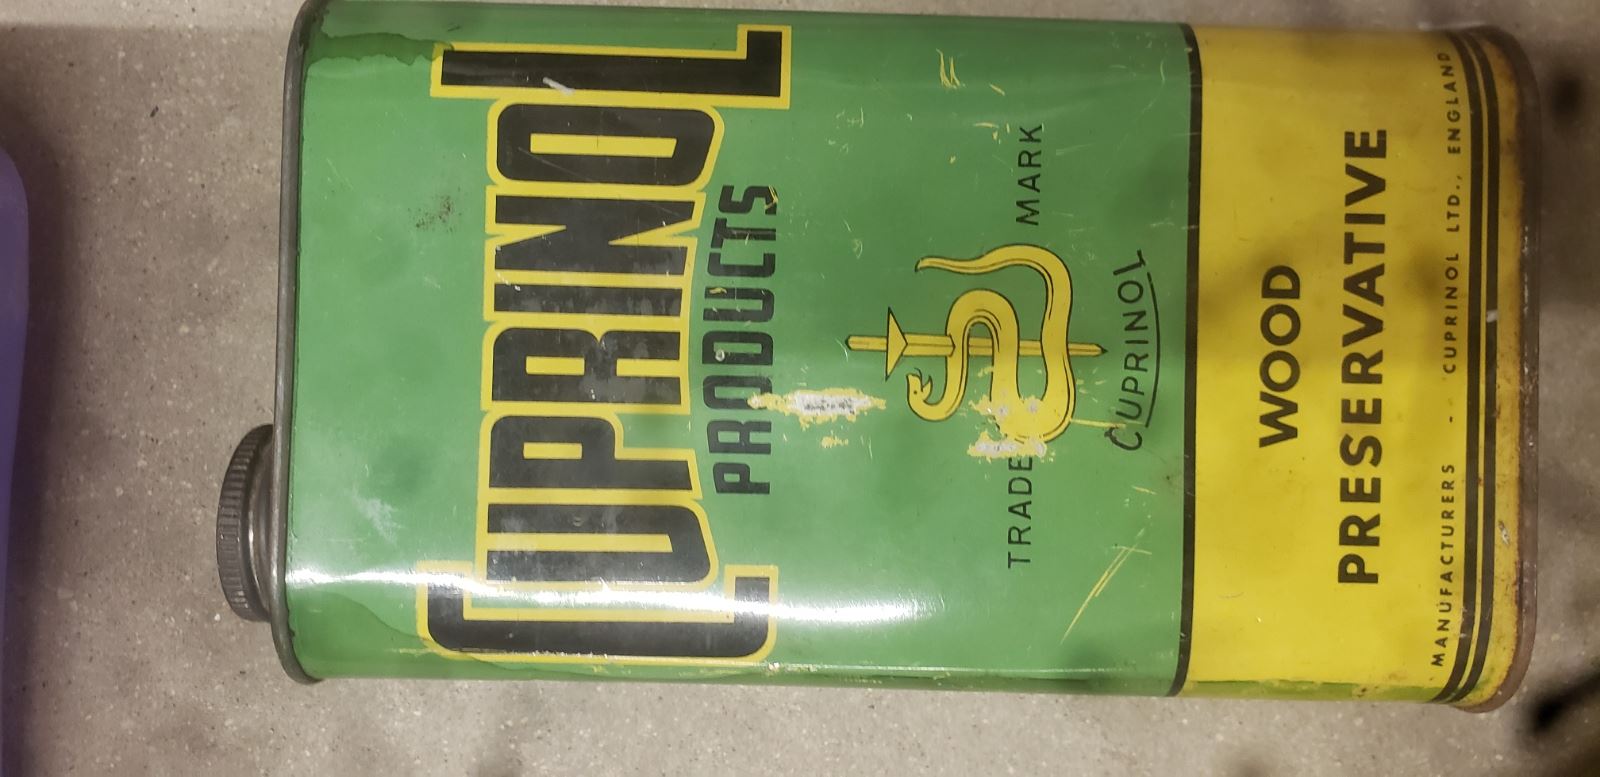 CUPRINOL
PRODUCTS
TRADE MARK
CUPRINOL
WOOD
PRESERVATIVE
MANUFACTURERS - CUPRINOL LTD., ENGLAND